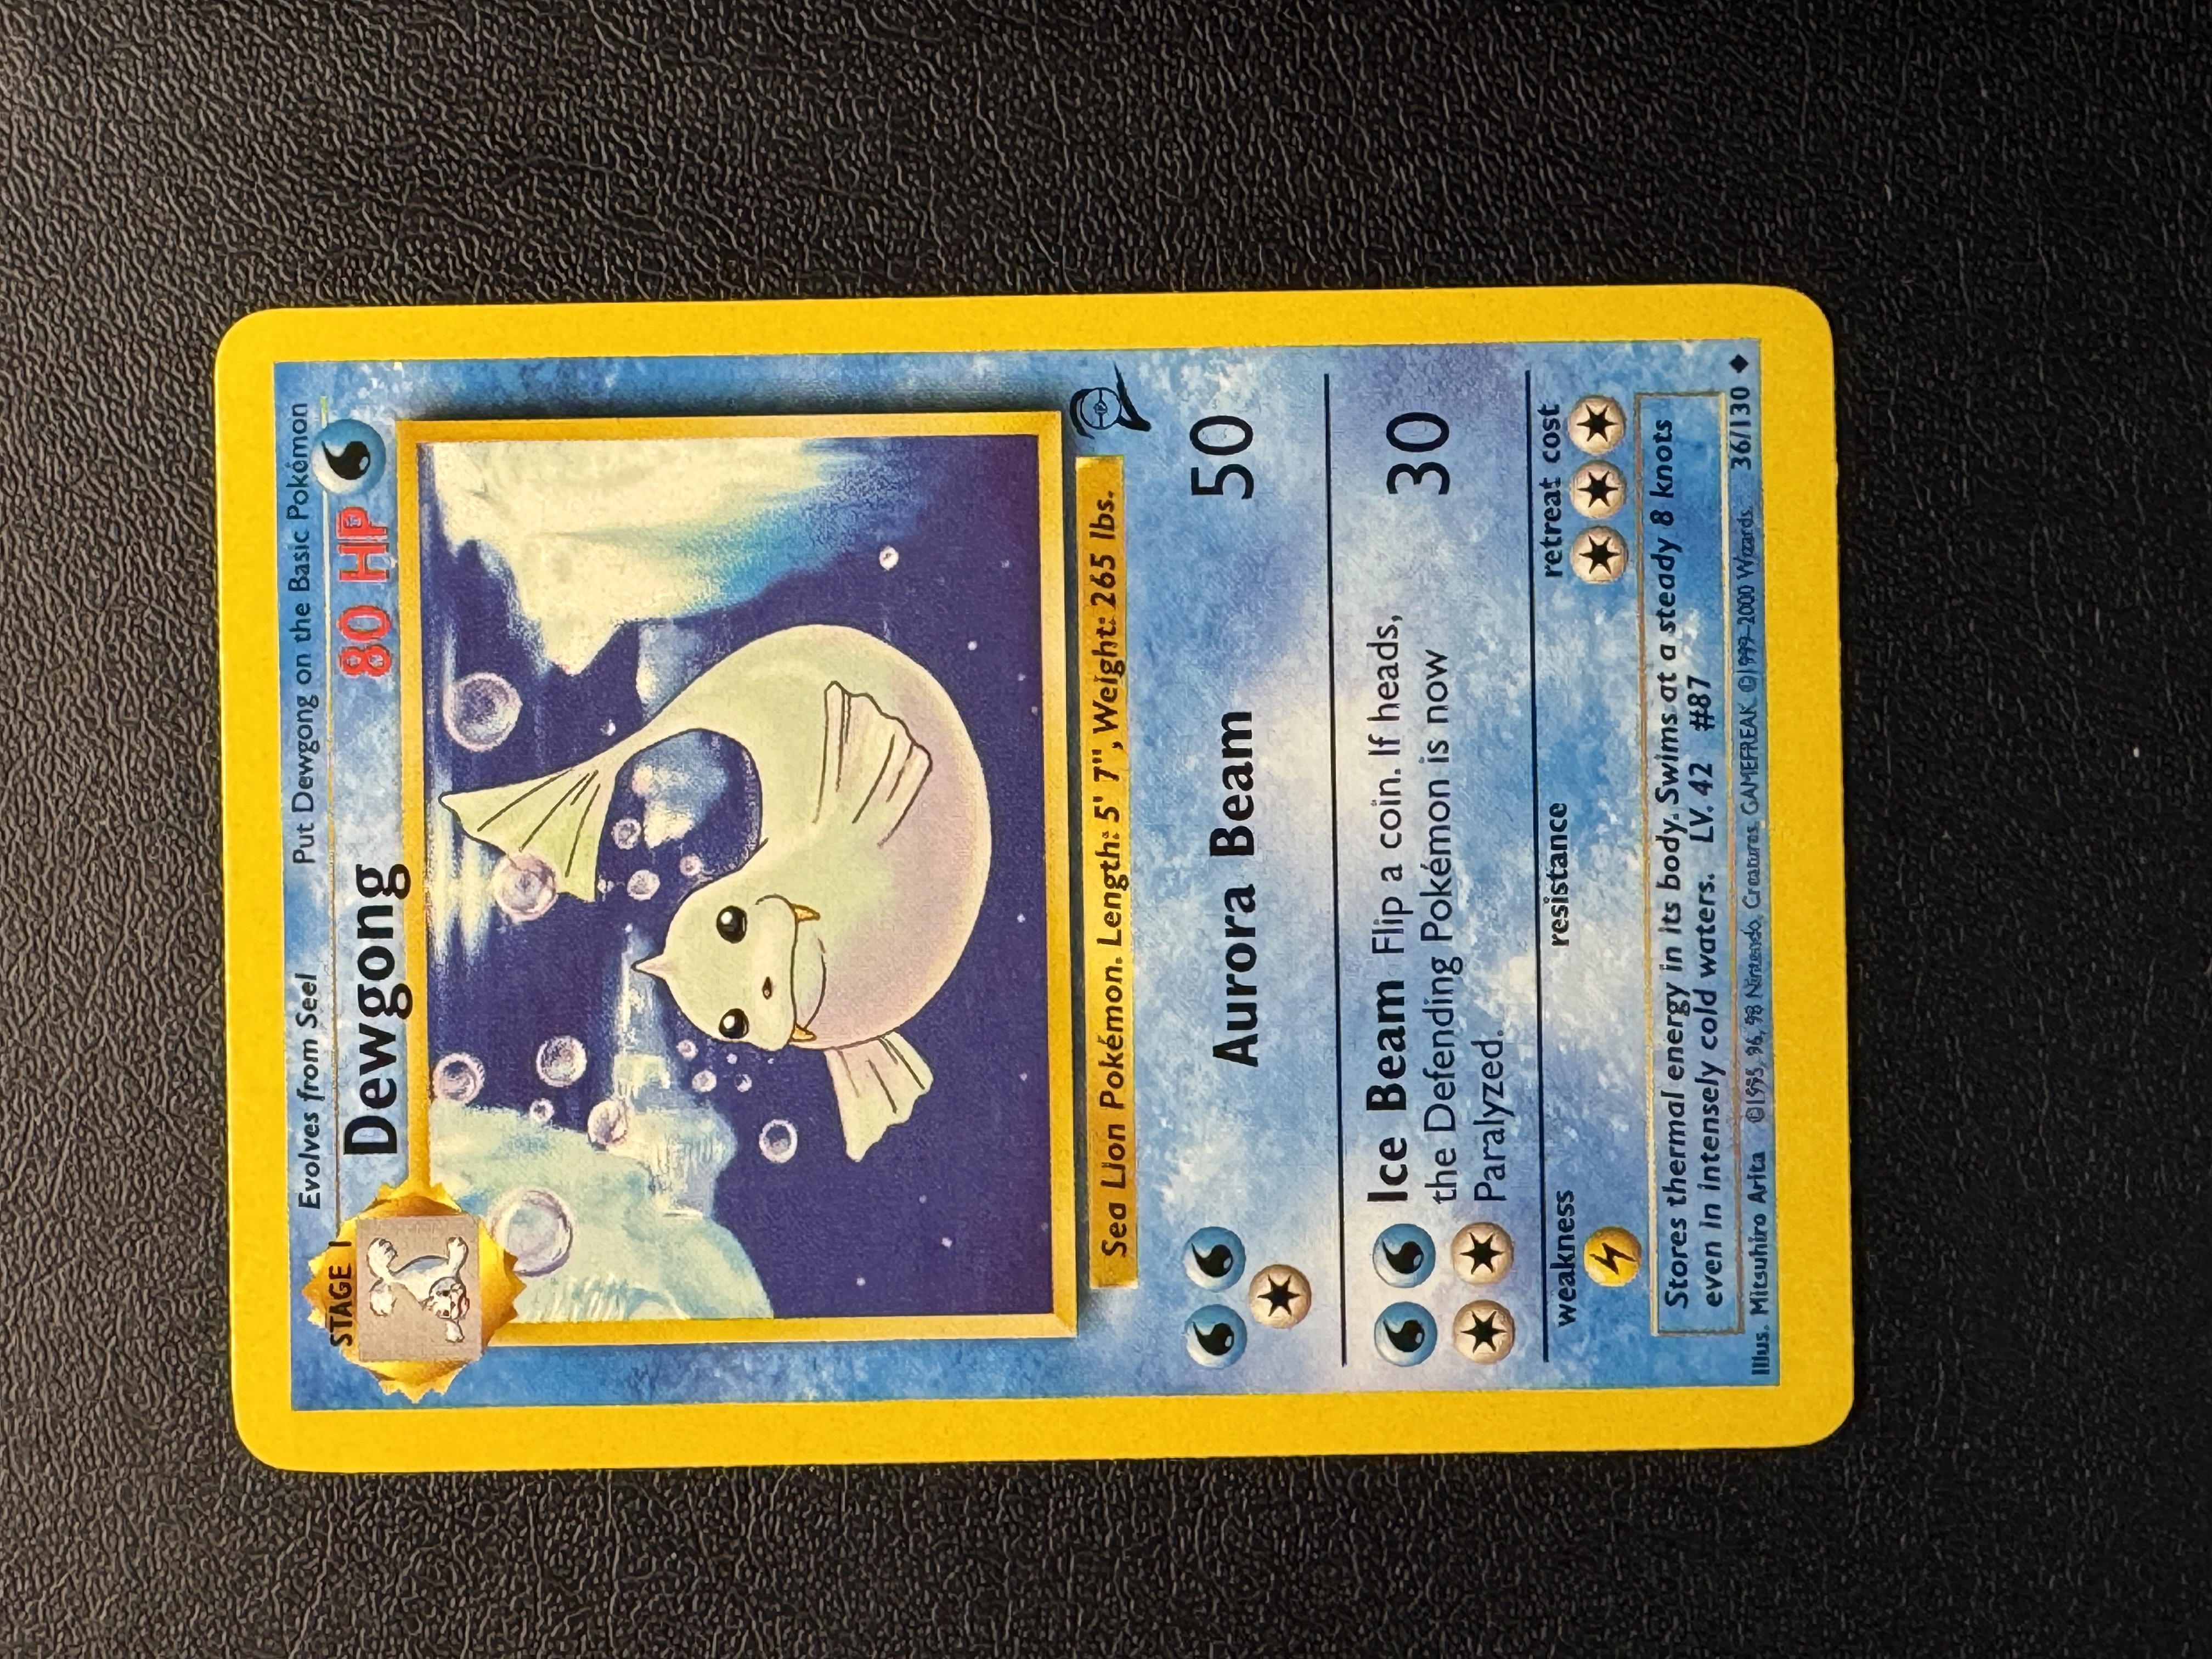 Evolves from Seel Put Dewgong on the Basic Pokémon
STAGE 1
Dewgong 80 HP
Sea Lion Pokémon. Length: 5' 7", Weight: 265 lbs.
Aurora Beam 50
Ice Beam Flip a coin. If heads,
the Defending Pokémon is now
Paralyzed.
30
weakness resistance retreat cost
Stores thermal energy in its body. Swims at a steady 8 knots
even in intensely cold waters. LV. 42 #87
Illus. Mitsuhiro Arita ©1995, 96, 98 Nintendo, Creatures, GAMEFREAK. ©1999-2000 Wizards. 36/130